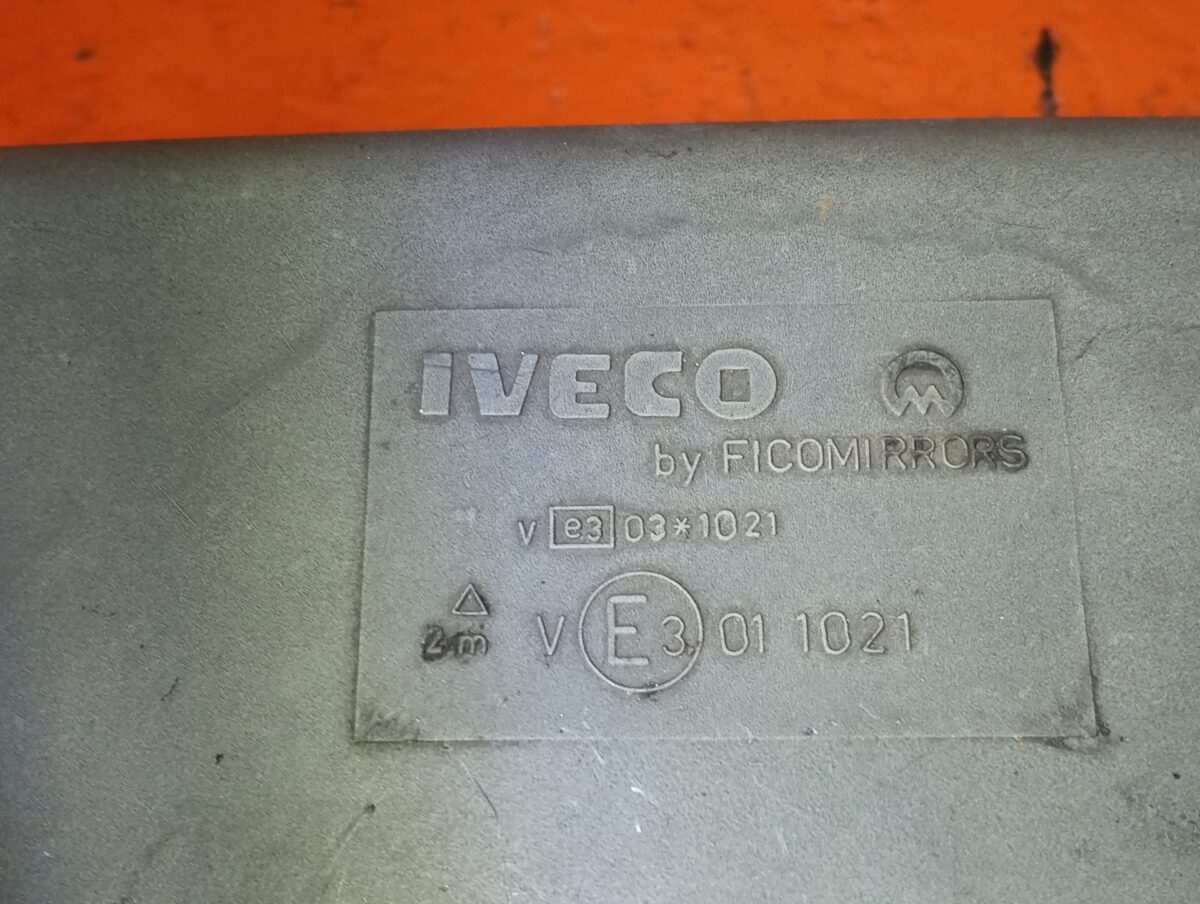 IVECO
by FICOMIRRORS
V e3 03*1021
△
2m V E3 01 1021